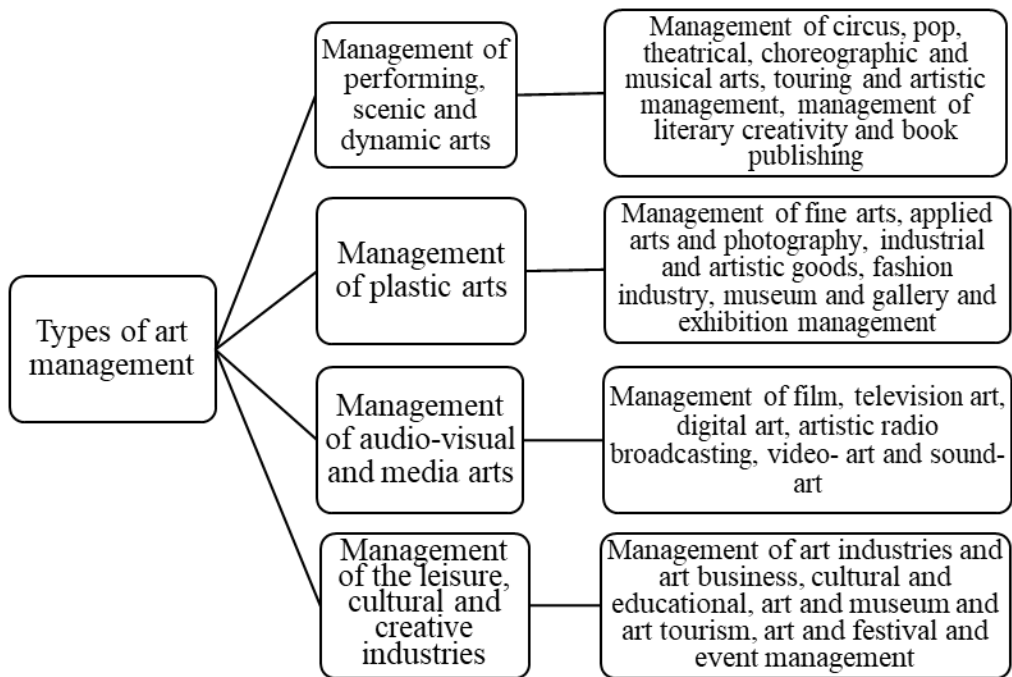 Types of art
management
Management of
performing,
scenic and
dynamic arts
Management of circus, pop,
theatrical, choreographic and
musical arts, touring and artistic
management, management of
literary creativity and book
publishing
Management
of plastic arts
Management of fine arts, applied
arts and photography, industrial
and artistic goods, fashion
industry, museum and gallery and
exhibition management
Management
of audio-visual
and media arts
Management of film, television art,
digital art, artistic radio
broadcasting, video- art and sound-
art
Management
of the leisure,
cultural and
creative
industries
Management of art industries and
art business, cultural and
educational, art and museum and
art tourism, art and festival and
event management